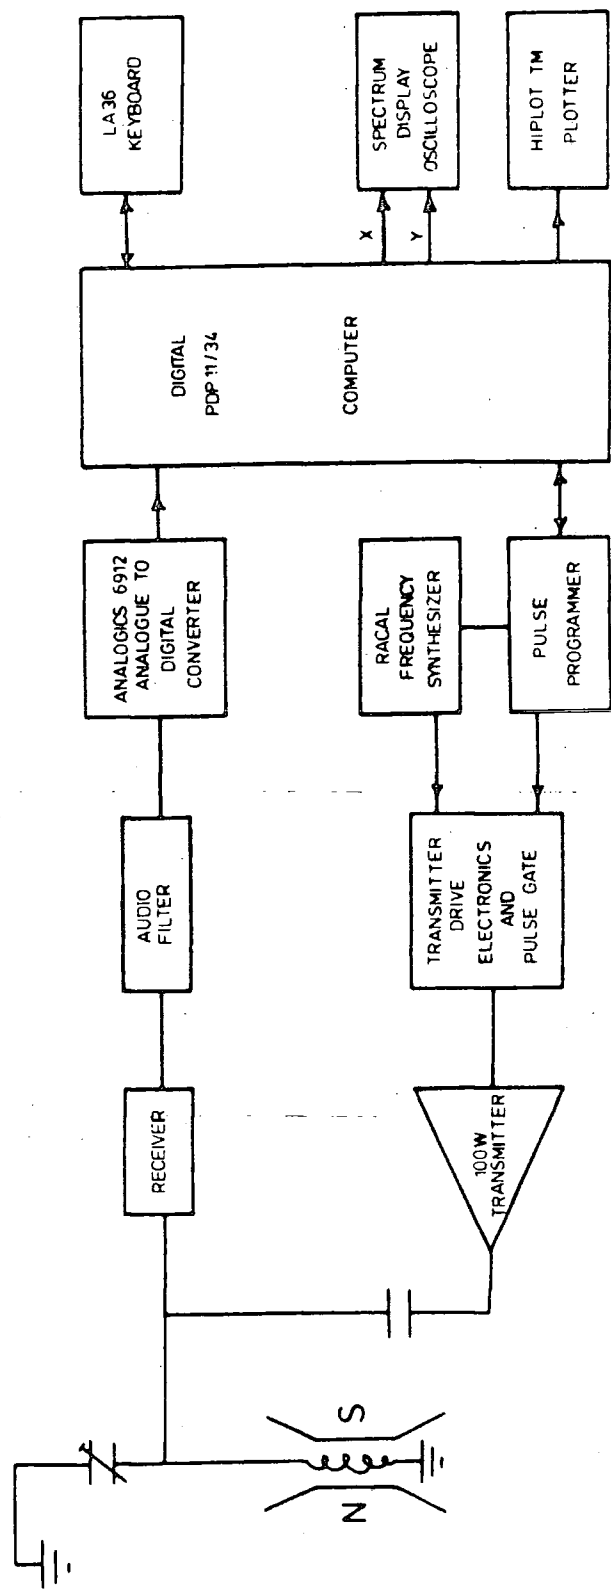 LA36
KEYBOARD
SPECTRUM
DISPLAY
OSCILLOSCOPE
HIPLOT TM
PLOTTER
X
Y
DIGITAL
PDP 11/34
COMPUTER
ANALOGICS 6912
ANALOGUE TO
DIGITAL
CONVERTER
RACAL
FREQUENCY
SYNTHESIZER
PULSE
PROGRAMMER
AUDIO
FILTER
TRANSMITTER
DRIVE
ELECTRONICS
AND
PULSE GATE
RECEIVER
100W
TRANSMITTER
N
S